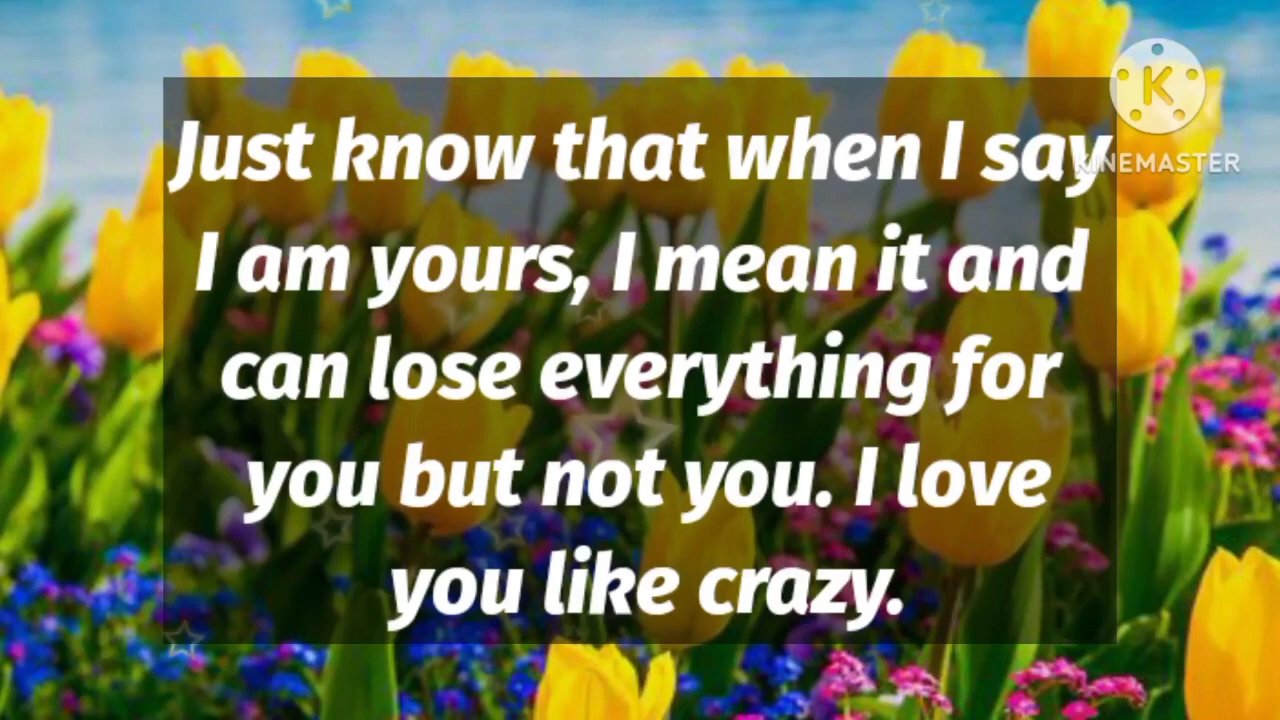 Just know that when I say
I am yours, I mean it and
can lose everything for
you but not you. I love
you like crazy.
K
KINEMASTER